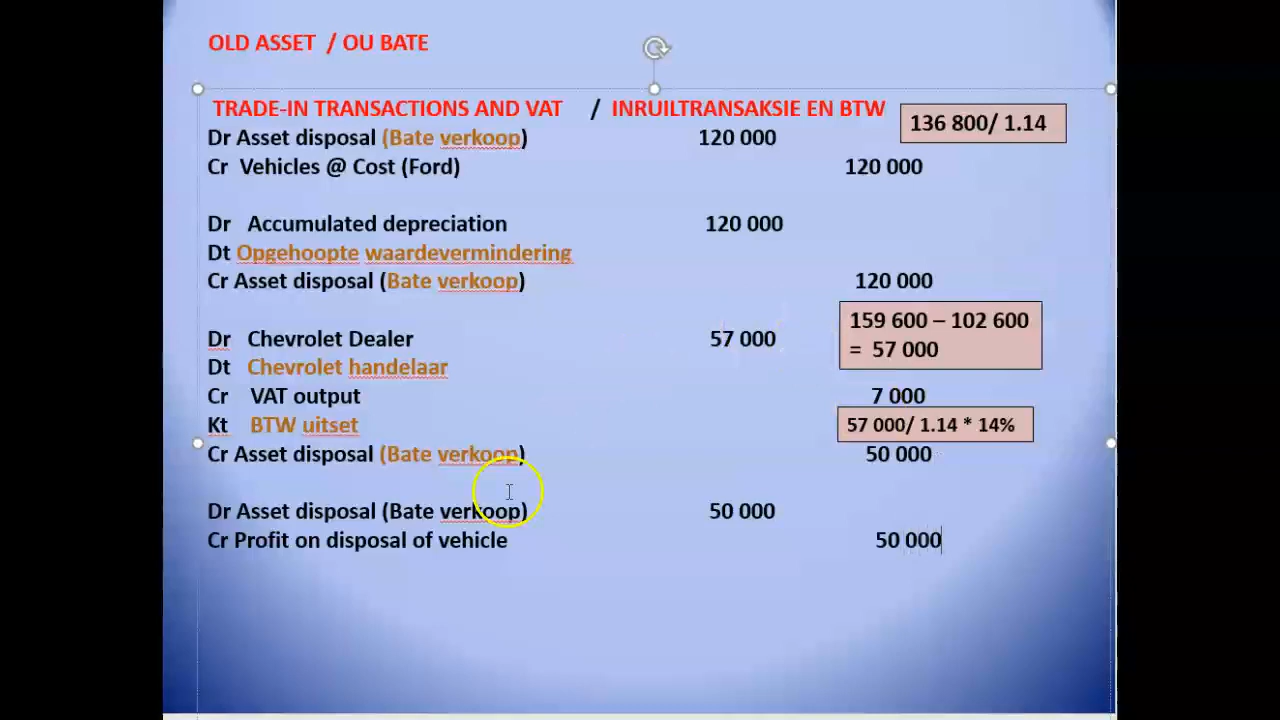 OLD ASSET / OU BATE
TRADE-IN TRANSACTIONS AND VAT / INRUILTRANSAKSIE EN BTW
136 800/ 1.14
Dr Asset disposal (Bate verkoop) 120 000
Cr Vehicles @ Cost (Ford) 120 000
Dr Accumulated depreciation 120 000
Dt Opgehoopte waardevermindering
Cr Asset disposal (Bate verkoop) 120 000
159 600 – 102 600
= 57 000
Dr Chevrolet Dealer 57 000
Dt Chevrolet handelaar
Cr VAT output 7 000
Kt BTW uitset 57 000/ 1.14 * 14%
Cr Asset disposal (Bate verkoop) 50 000
Dr Asset disposal (Bate verkoop) 50 000
Cr Profit on disposal of vehicle 50 000